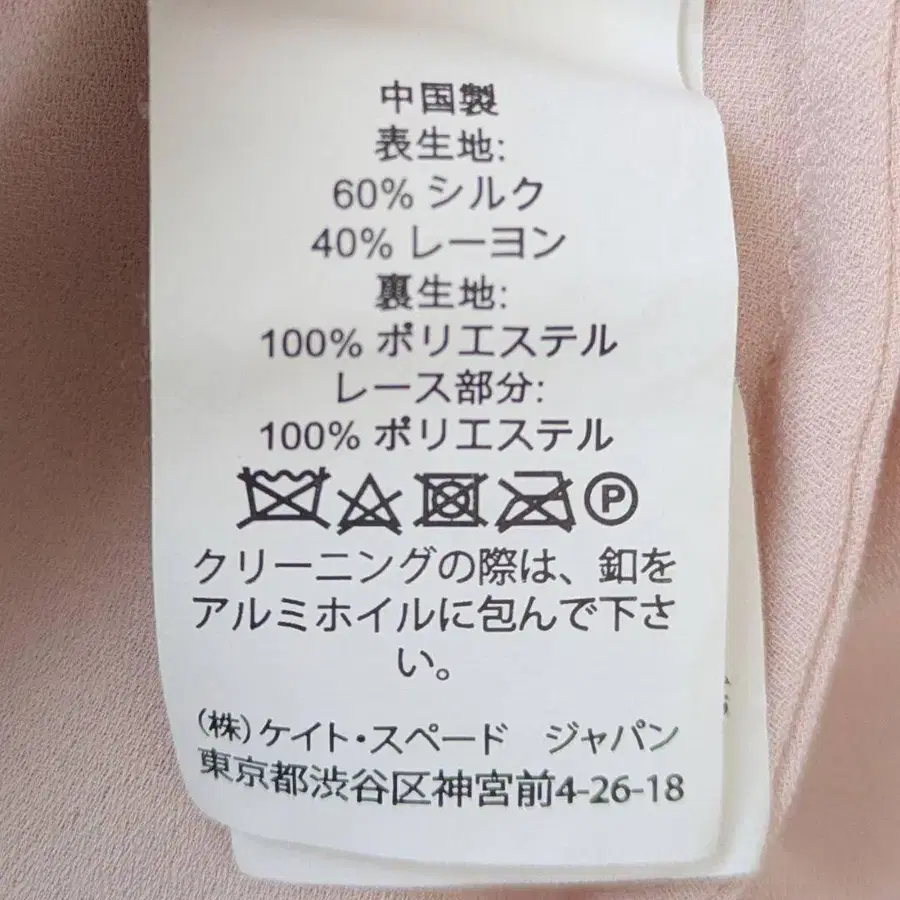 中国製
表生地:
60% シルク
40% レーヨン
裏生地:
100% ポリエステル
レース部分:
100% ポリエステル
P
クリーニングの際は、釦を
アルミホイルに包んで下さ
い。
(株)ケイト・スペード ジャパン
東京都渋谷区神宮前4-26-18